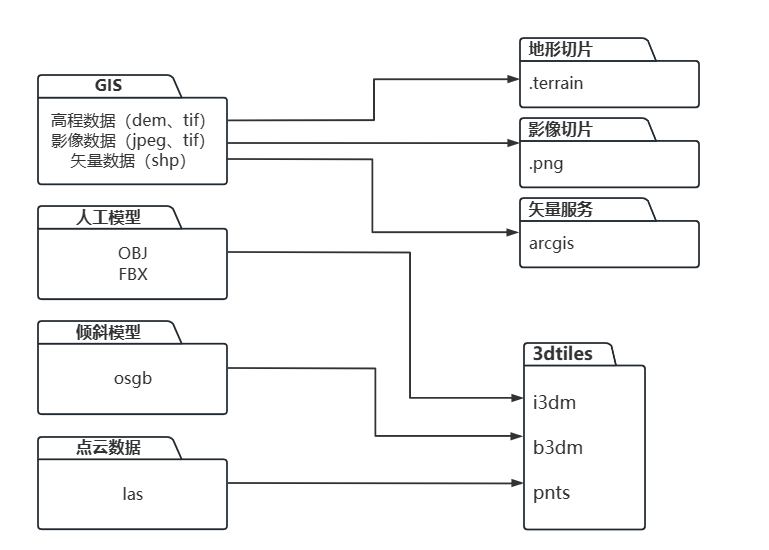 GIS
高程数据（dem、tif）
影像数据（jpeg、tif）
矢量数据（shp）
人工模型
OBJ
FBX
倾斜模型
osgb
点云数据
las
地形切片
.terrain
影像切片
.png
矢量服务
arcgis
3dtiles
i3dm
b3dm
pnts